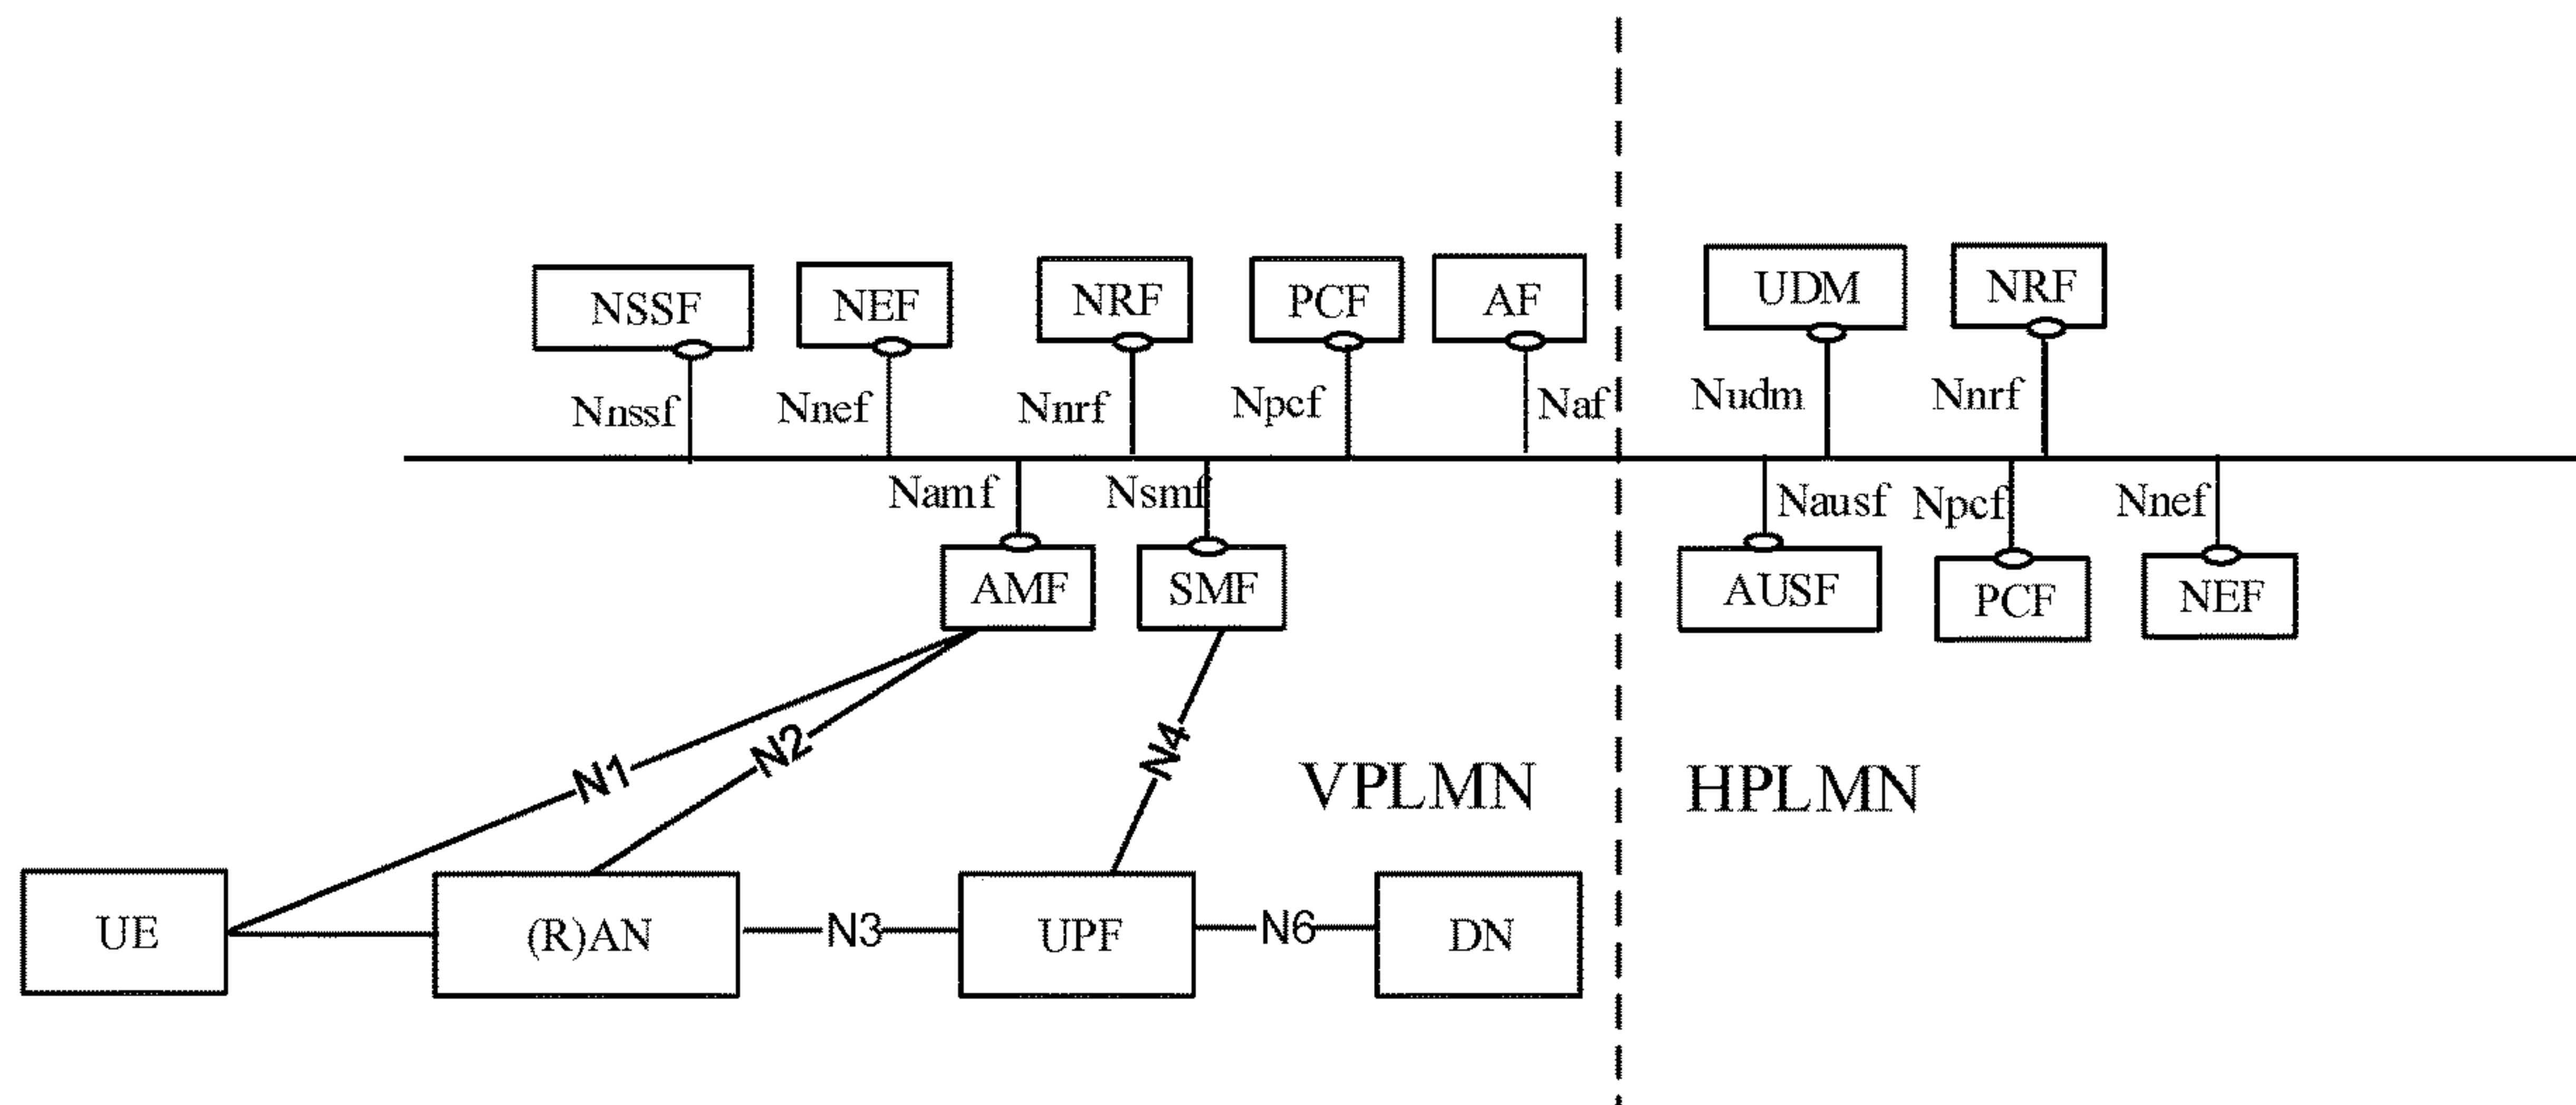 NSSF
NEF
NRF
PCF
AF
UDM
NRF
Nnssf
Nnef
Nnrf
Npcf
Naf
Nudm
Nnrf
Namf
Nsmf
Nausf
Npcf
Nnef
AMF
SMF
AUSF
PCF
NEF
N1
N2
N4
VPLMN
HPLMN
UE
(R)AN
N3
UPF
N6
DN